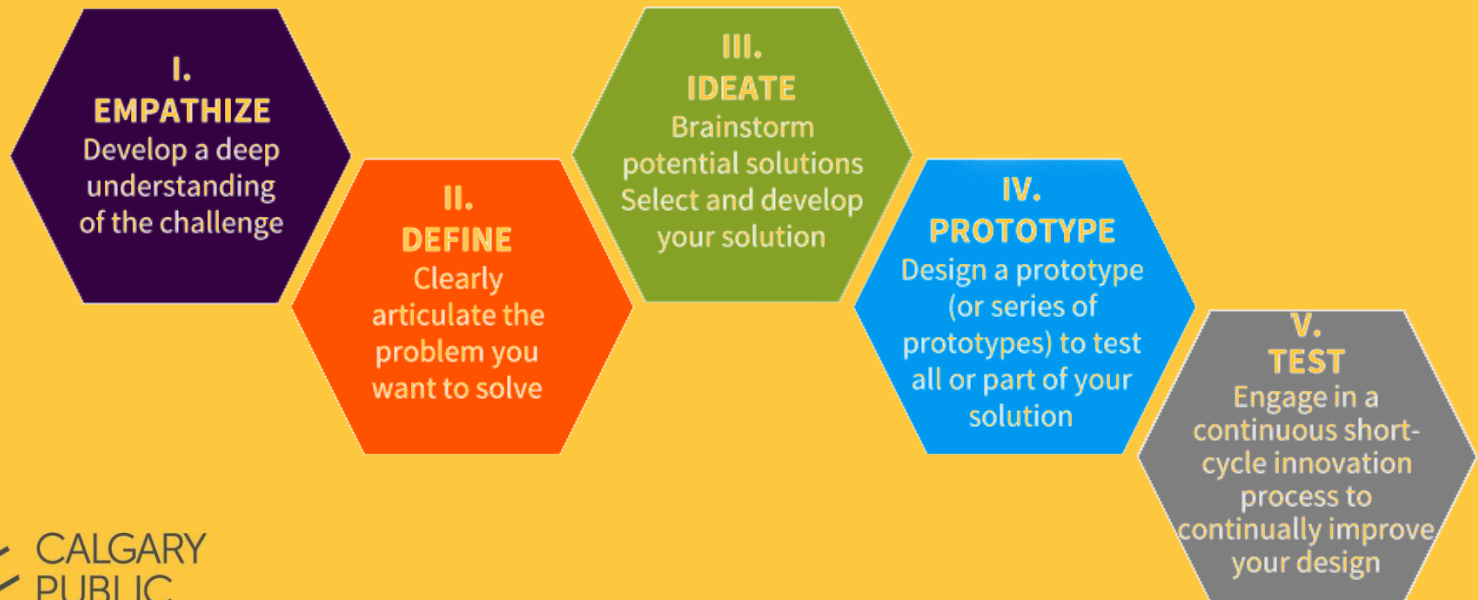 I.
EMPATHIZE
Develop a deep
understanding
of the challenge
II.
DEFINE
Clearly
articulate the
problem you
want to solve
III.
IDEATE
Brainstorm
potential solutions
Select and develop
your solution
IV.
PROTOTYPE
Design a prototype
(or series of
prototypes) to test
all or part of your
solution
V.
TEST
Engage in a
continuous short-
cycle innovation
process to
continually improve
your design
CALGARY
PUBLIC